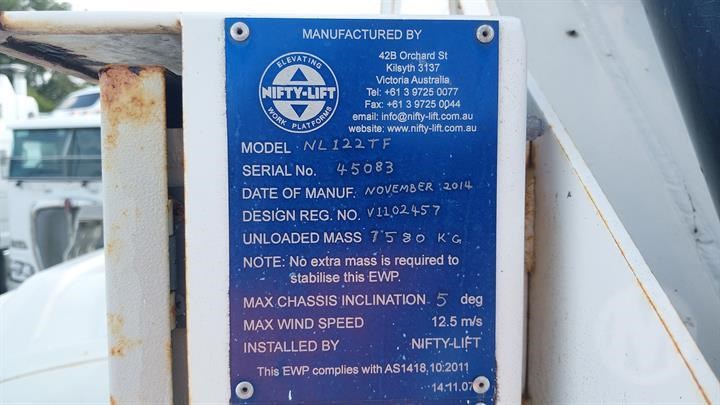 MANUFACTURED BY
42B Orchard St
Kilsyth 3137
Victoria Australia
Tel: +61 3 9725 0077
Fax: +61 3 9725 0044
email: info@nifty-lift.com.au
website: www.nifty-lift.com.au
ELEVATING
NIFTY-LIFT
WORK PLATFORMS
MODEL NL122TF
SERIAL No. 45083
DATE OF MANUF. NOVEMBER 2014
DESIGN REG. NO. V1102457
UNLOADED MASS KG
NOTE: No extra mass is required to
stabilise this EWP.
MAX CHASSIS INCLINATION 5 deg
MAX WIND SPEED 12.5 m/s
INSTALLED BY NIFTY-LIFT
This EWP complies with AS1418.10:2011
14.11.07